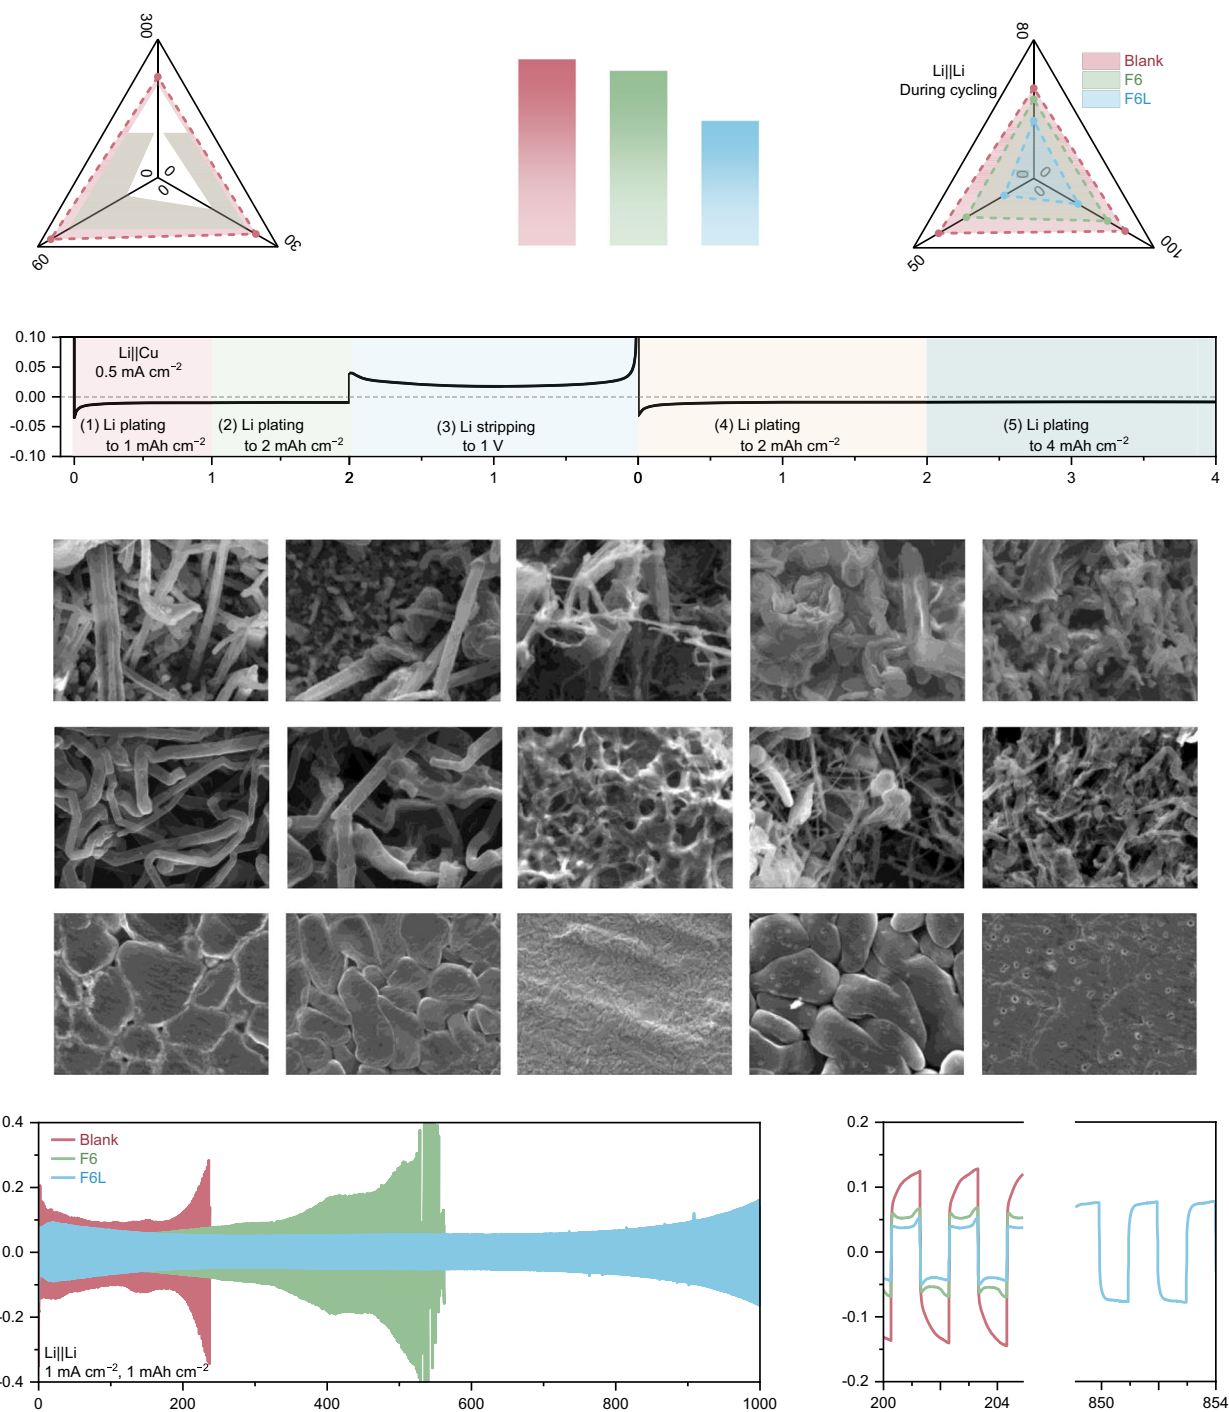 300
0
0
0
60
30
80
Li||Li
During cycling
Blank
F6
F6L
0
0
0
50
100
0.10
0.05
0.00
-0.05
-0.10
Li||Cu
0.5 mA cm−2
(1) Li plating
to 1 mAh cm−2
(2) Li plating
to 2 mAh cm−2
(3) Li stripping
to 1 V
(4) Li plating
to 2 mAh cm−2
(5) Li plating
to 4 mAh cm−2
0 1 2 1 0 1 2 3 4
0.4
0.2
0.0
-0.2
-0.4
Blank
F6
F6L
Li||Li
1 mA cm−2, 1 mAh cm−2
0 200 400 600 800 1000
0.2
0.1
0.0
-0.1
-0.2
200 204 850 854